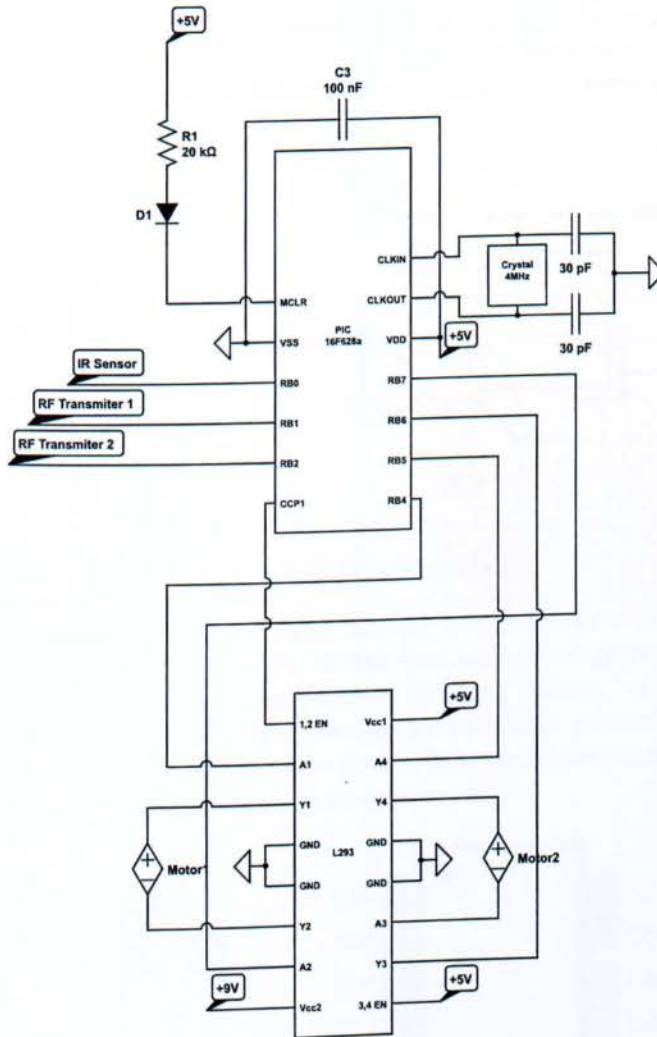 +5V
C3
100 nF
R1
20 kΩ
D1
CLKIN
Crystal
4MHz
30 pF
CLKOUT
30 pF
MCLR
PIC
16F628a
VSS
VDD
+5V
IR Sensor
RB0
RB7
RF Transmiter 1
RB1
RB6
RF Transmiter 2
RB2
RB5
CCP1
RB4
1,2 EN
Vcc1
+5V
A1
A4
Y1
Y4
GND
GND
L293
Motor1
Motor2
GND
GND
Y2
A3
A2
Y3
+9V
Vcc2
3,4 EN
+5V